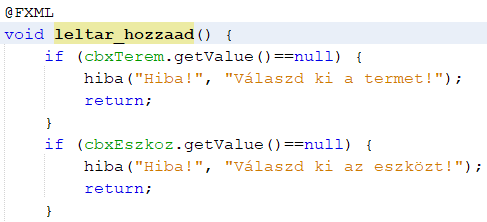 @FXML
void leltar_hozzaad() {
    if (cbxTerem.getValue()==null) {
        hiba("Hiba!", "Válaszd ki a termet!");
        return;
    }
    if (cbxEszkoz.getValue()==null) {
        hiba("Hiba!", "Válaszd ki az eszközt!");
        return;
    }